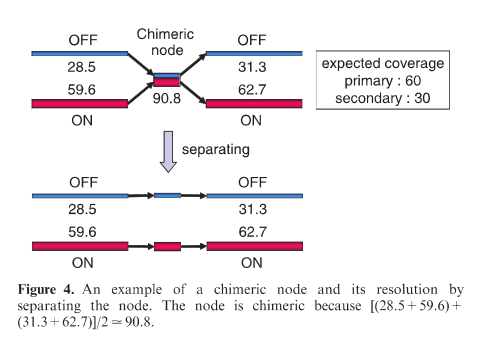 OFF
Chimeric
node
OFF
28.5
31.3
59.6
90.8
62.7
ON
ON
expected coverage
primary : 60
secondary : 30
separating
OFF
OFF
28.5
31.3
59.6
62.7
ON
ON
Figure 4. An example of a chimeric node and its resolution by
separating the node. The node is chimeric because [(28.5 + 59.6) +
(31.3 + 62.7)]/2 ≃ 90.8.